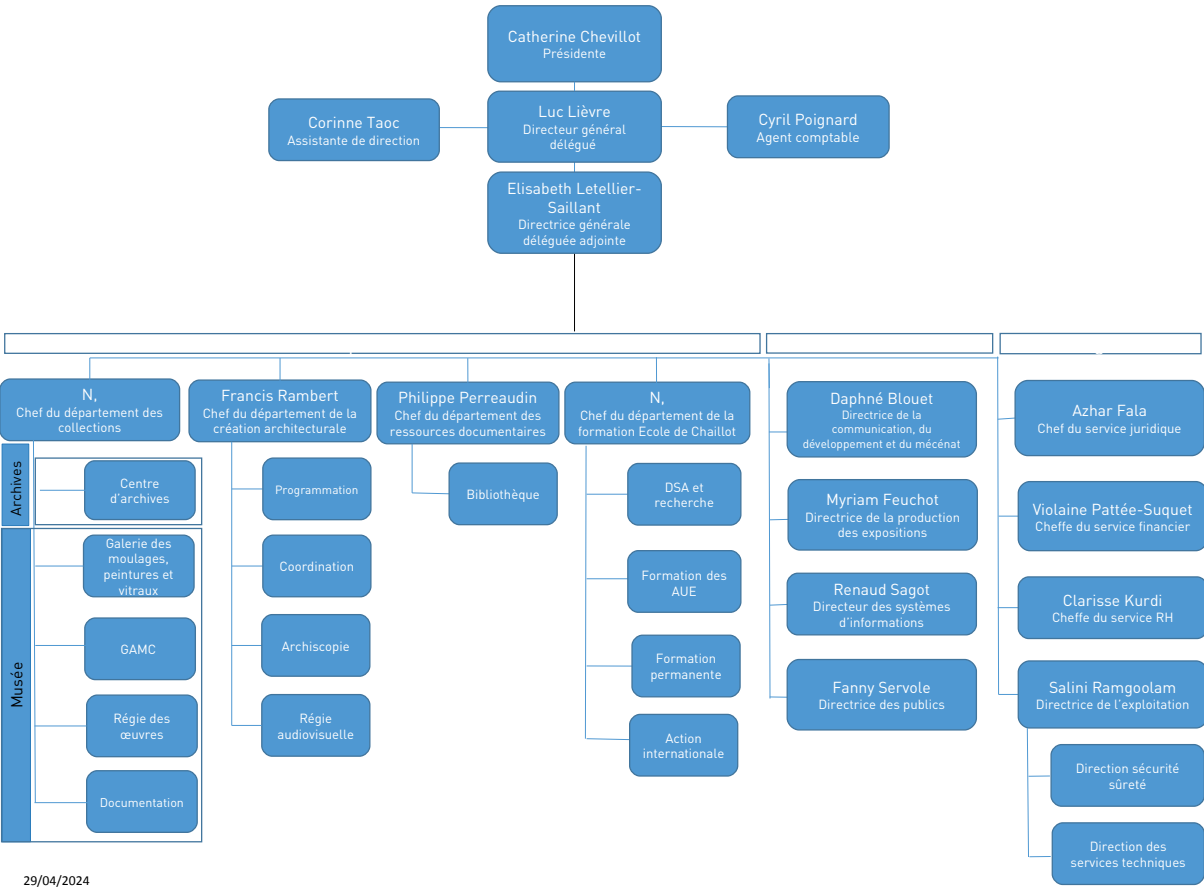 Catherine Chevillot
Présidente
Luc Lièvre
Directeur général
délégué
Corinne Taoc
Assistante de direction
Cyril Poignard
Agent comptable
Elisabeth Letellier-
Saillant
Directrice générale
déléguée adjointe
N,
Chef du département des
collections
Archives
Centre
d'archives
Musée
Galerie des
moulages,
peintures et
vitraux
GAMC
Régie des
œuvres
Documentation
Francis Rambert
Chef du département de la
création architecturale
Programmation
Coordination
Archiscopie
Régie
audiovisuelle
Philippe Perreaudin
Chef du département des
ressources documentaires
Bibliothèque
N,
Chef du département de la
formation Ecole de Chaillot
DSA et
recherche
Formation des
AUE
Formation
permanente
Action
internationale
Daphné Blouet
Directrice de la
communication, du
développement et du mécénat
Myriam Feuchot
Directrice de la production
des expositions
Renaud Sagot
Directeur des systèmes
d'informations
Fanny Servole
Directrice des publics
Azhar Fala
Chef du service juridique
Violaine Pattée-Suquet
Cheffe du service financier
Clarisse Kurdi
Cheffe du service RH
Salini Ramgoolam
Directrice de l'exploitation
Direction sécurité
sûreté
Direction des
services techniques
29/04/2024